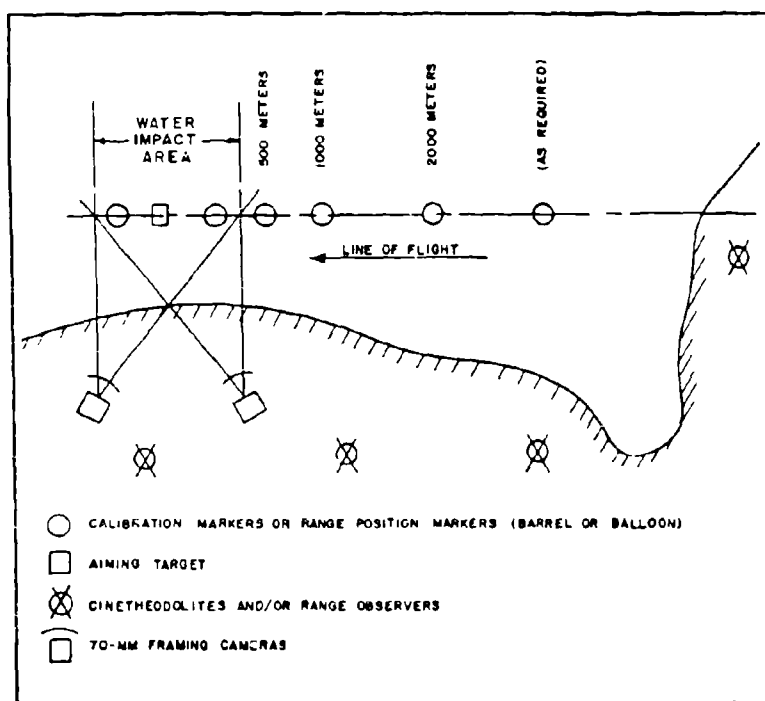 WATER
IMPACT
AREA
500 METERS
1000 METERS
2000 METERS
(AS REQUIRED)
LINE OF FLIGHT
CALIBRATION MARKERS OR RANGE POSITION MARKERS (BARREL OR BALLOON)
AIMING TARGET
CINETHEODOLITES AND/OR RANGE OBSERVERS
70-MM FRAMING CAMERAS